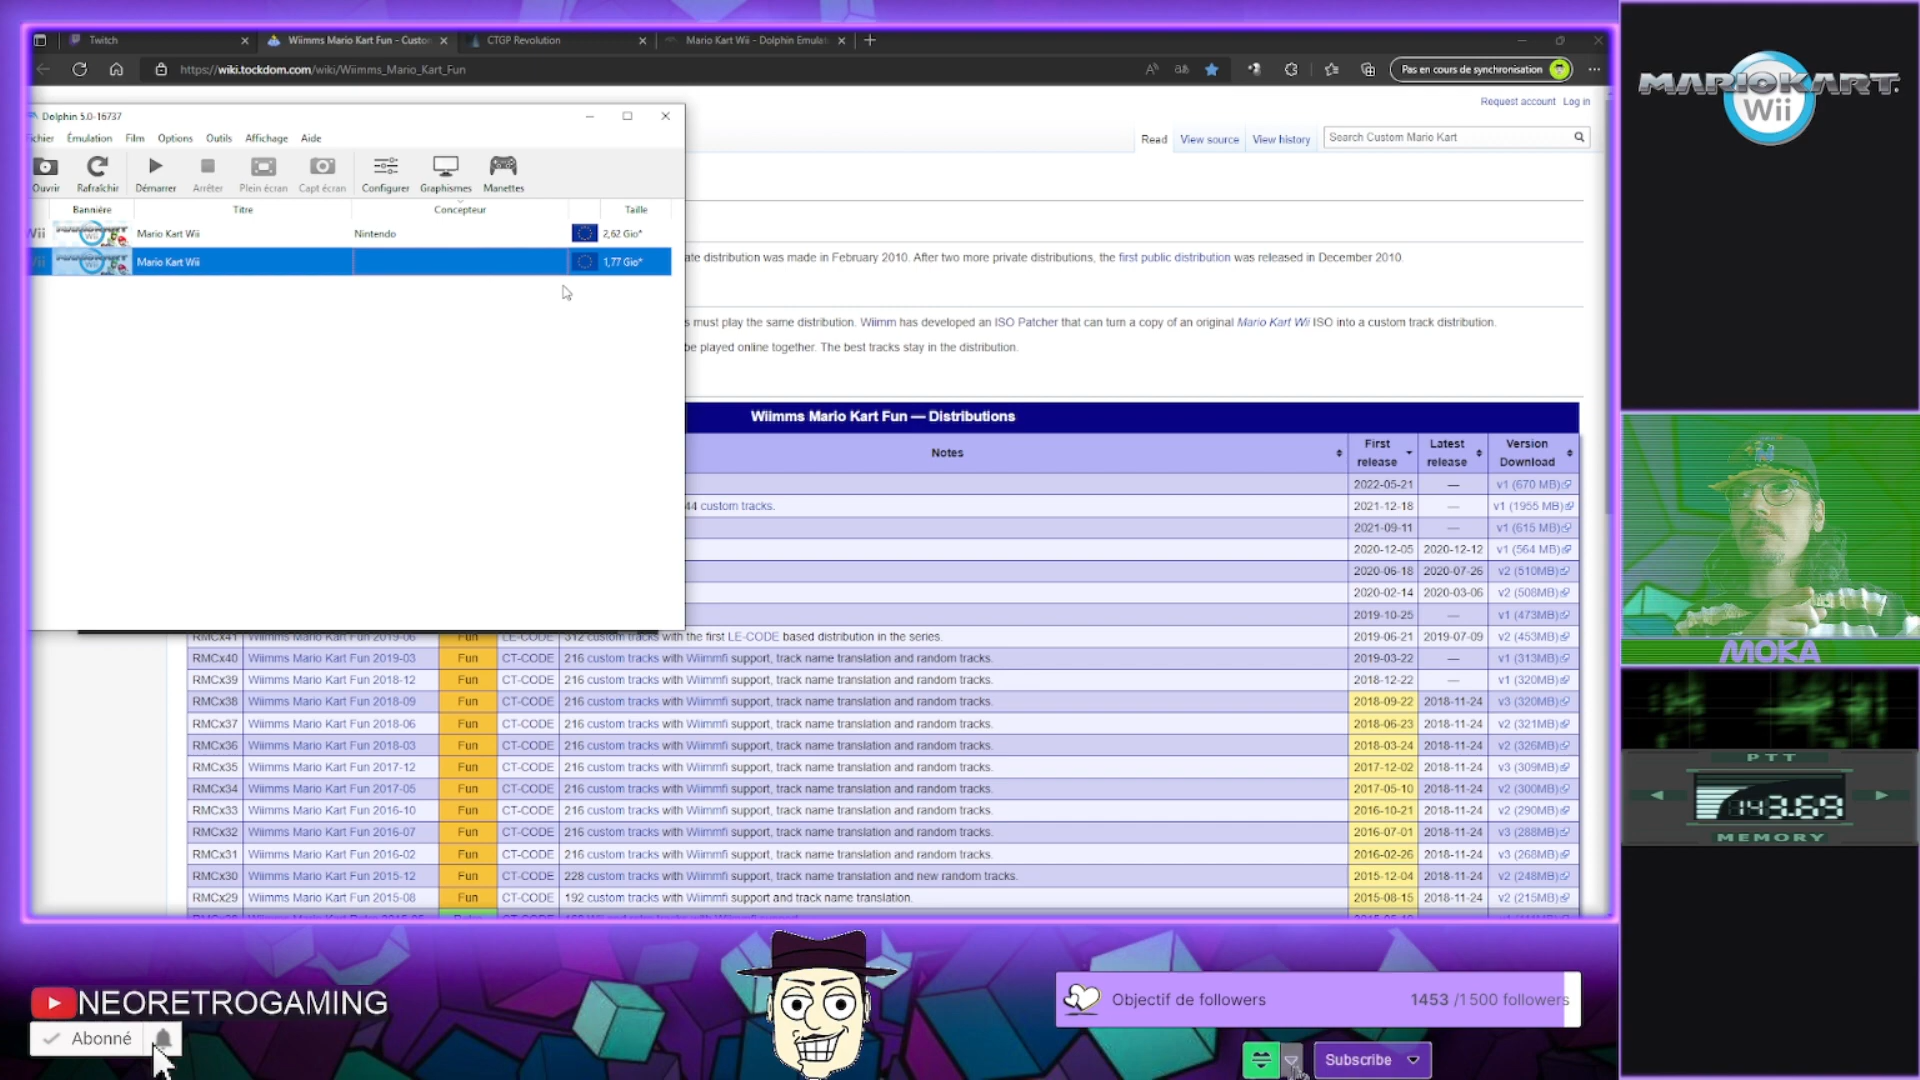 Twitch
Wiimms Mario Kart Fun - Custon
CTGP Revolution
Mario Kart Wii - Dolphin Emulat
https://wiki.tockdom.com/wiki/Wiimms_Mario_Kart_Fun
Pas en cours de synchronisation
Request account Log in
Read View source View history
Search Custom Mario Kart
Dolphin 5.0-16737
ichier Émulation Film Options Outils Affichage Aide
Ouvrir Rafraîchir Démarrer Arrêter Plein écran Capt écran Configurer Graphismes Manettes
Bannière Titre Concepteur Taille
Mario Kart Wii Nintendo 2,62 Gio*
Mario Kart Wii 1,77 Gio*
ate distribution was made in February 2010. After two more private distributions, the first public distribution was released in December 2010.
s must play the same distribution. Wiimm has developed an ISO Patcher that can turn a copy of an original Mario Kart Wii ISO into a custom track distribution.
be played online together. The best tracks stay in the distribution.
Wiimms Mario Kart Fun — Distributions
Notes First release Latest release Version Download
2022-05-21 — v1 (670 MB)
44 custom tracks. 2021-12-18 — v1 (1955 MB)
2021-09-11 — v1 (615 MB)
2020-12-05 2020-12-12 v1 (564 MB)
2020-06-18 2020-07-26 v2 (510MB)
2020-02-14 2020-03-06 v2 (508MB)
2019-10-25 — v1 (473MB)
RMCx41 Wiimms Mario Kart Fun 2019-06 Fun LE-CODE 312 custom tracks with the first LE-CODE based distribution in the series. 2019-06-21 2019-07-09 v2 (453MB)
RMCx40 Wiimms Mario Kart Fun 2019-03 Fun CT-CODE 216 custom tracks with Wiimmfi support, track name translation and random tracks. 2019-03-22 — v1 (313MB)
RMCx39 Wiimms Mario Kart Fun 2018-12 Fun CT-CODE 216 custom tracks with Wiimmfi support, track name translation and random tracks. 2018-12-22 — v1 (320MB)
RMCx38 Wiimms Mario Kart Fun 2018-09 Fun CT-CODE 216 custom tracks with Wiimmfi support, track name translation and random tracks. 2018-09-22 2018-11-24 v3 (320MB)
RMCx37 Wiimms Mario Kart Fun 2018-06 Fun CT-CODE 216 custom tracks with Wiimmfi support, track name translation and random tracks. 2018-06-23 2018-11-24 v2 (321MB)
RMCx36 Wiimms Mario Kart Fun 2018-03 Fun CT-CODE 216 custom tracks with Wiimmfi support, track name translation and random tracks. 2018-03-24 2018-11-24 v2 (326MB)
RMCx35 Wiimms Mario Kart Fun 2017-12 Fun CT-CODE 216 custom tracks with Wiimmfi support, track name translation and random tracks. 2017-12-02 2018-11-24 v3 (309MB)
RMCx34 Wiimms Mario Kart Fun 2017-05 Fun CT-CODE 216 custom tracks with Wiimmfi support, track name translation and random tracks. 2017-05-10 2018-11-24 v2 (300MB)
RMCx33 Wiimms Mario Kart Fun 2016-10 Fun CT-CODE 216 custom tracks with Wiimmfi support, track name translation and random tracks. 2016-10-21 2018-11-24 v2 (290MB)
RMCx32 Wiimms Mario Kart Fun 2016-07 Fun CT-CODE 216 custom tracks with Wiimmfi support, track name translation and random tracks. 2016-07-01 2018-11-24 v3 (288MB)
RMCx31 Wiimms Mario Kart Fun 2016-02 Fun CT-CODE 216 custom tracks with Wiimmfi support, track name translation and random tracks. 2016-02-26 2018-11-24 v3 (268MB)
RMCx30 Wiimms Mario Kart Fun 2015-12 Fun CT-CODE 228 custom tracks with Wiimmfi support, track name translation and new random tracks. 2015-12-04 2018-11-24 v2 (248MB)
RMCx29 Wiimms Mario Kart Fun 2015-08 Fun CT-CODE 192 custom tracks with Wiimmfi support and track name translation. 2015-08-15 2018-11-24 v2 (215MB)
MARIOKART
Wii
MOKA
PTT
143.69
MEMORY
NEORETROGAMING
Abonné
Objectif de followers 1453 /1500 followers
Subscribe